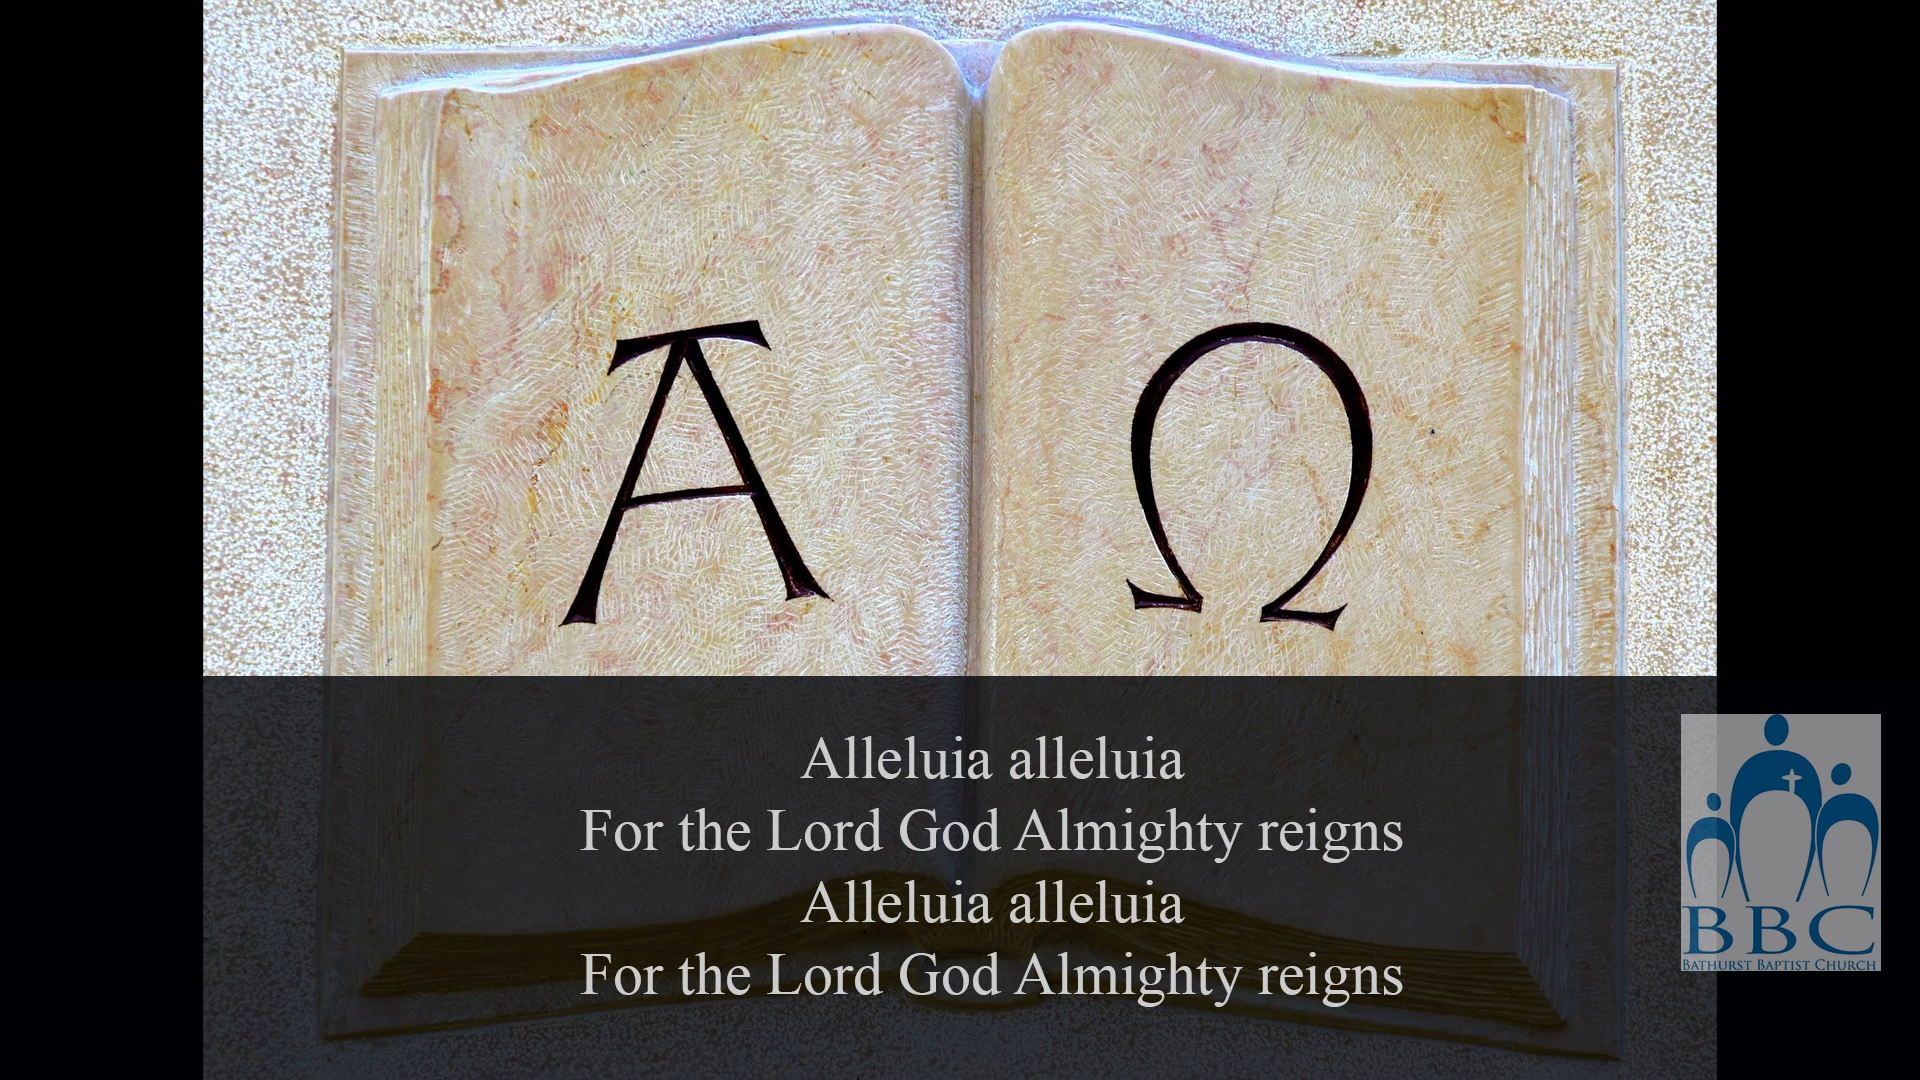 Α Ω
Alleluia alleluia
For the Lord God Almighty reigns
Alleluia alleluia
For the Lord God Almighty reigns
BBC
BATHURST BAPTIST CHURCH